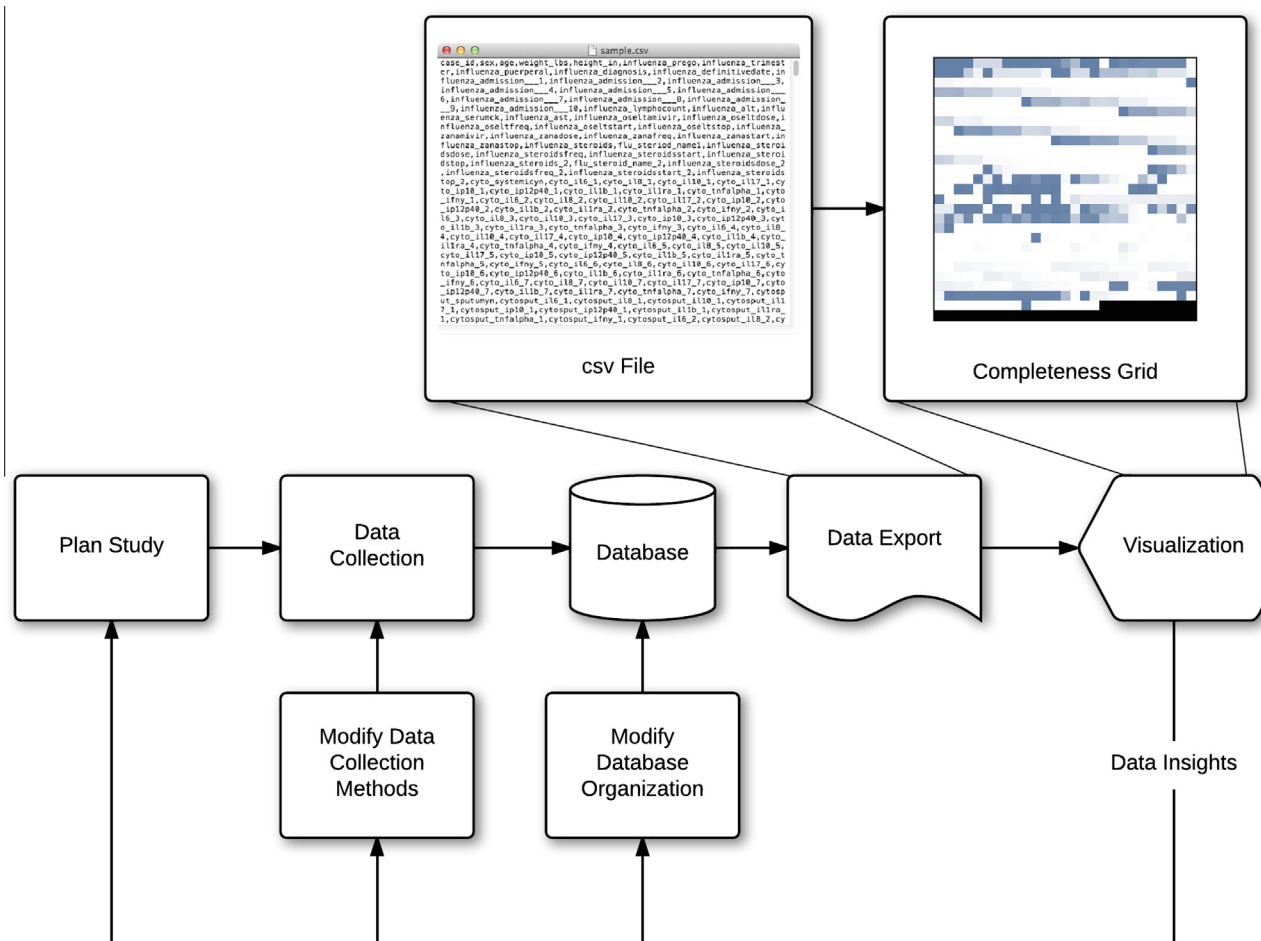 sample.csv
case_id,sex,age,weight_lbs,height_in,influenza_prego,influenza_trimest
er,influenza_puerperal,influenza_diagnosis,influenza_definitivedate,in
fluenza_admission___1,influenza_admission___2,influenza_admission___3,
influenza_admission___4,influenza_admission___5,influenza_admission___
6,influenza_admission___7,influenza_admission___8,influenza_admission_
__9,influenza_admission___10,influenza_lymphocount,influenza_alt,influ
enza_serumck,influenza_ast,influenza_oseltamivir,influenza_oseltdose,i
nfluenza_oseltfreq,influenza_oseltstart,influenza_oseltstop,influenza_
zanamivir,influenza_zanadose,influenza_zanafreq,influenza_zanastart,in
fluenza_zanastop,influenza_steroids,flu_steriod_name1,influenza_steroi
dsdose,influenza_steroidsfreq,influenza_steroidsstart,influenza_steroi
dstop,influenza_steroids_2,flu_steroid_name_2,influenza_steroidsdose_2
,influenza_steroidsfreq_2,influenza_steroidsstart_2,influenza_steroids
stop_2,cyto_systemicyn,cyto_il6_1,cyto_il8_1,cyto_il10_1,cyto_il17_1,cy
to_ip10_1,cyto_ip12p40_1,cyto_il1b_1,cyto_il1ra_1,cyto_tnfalpha_1,cyto
_ifny_1,cyto_il6_2,cyto_il8_2,cyto_il10_2,cyto_il17_2,cyto_ip10_2,cyto
_ip12p40_2,cyto_il1b_2,cyto_il1ra_2,cyto_tnfalpha_2,cyto_ifny_2,cyto_i
l6_3,cyto_il8_3,cyto_il10_3,cyto_il17_3,cyto_ip10_3,cyto_ip12p40_3,cyt
o_il1b_3,cyto_il1ra_3,cyto_tnfalpha_3,cyto_ifny_3,cyto_il6_4,cyto_il8_
4,cyto_il10_4,cyto_il17_4,cyto_ip10_4,cyto_ip12p40_4,cyto_il1b_4,cyto_
il1ra_4,cyto_tnfalpha_4,cyto_ifny_4,cyto_il6_5,cyto_il8_5,cyto_il10_5,
cyto_il17_5,cyto_ip10_5,cyto_ip12p40_5,cyto_il1b_5,cyto_il1ra_5,cyto_t
nfalpha_5,cyto_ifny_5,cyto_il6_6,cyto_il8_6,cyto_il10_6,cyto_il17_6,cy
to_ip10_6,cyto_ip12p40_6,cyto_il1b_6,cyto_il1ra_6,cyto_tnfalpha_6,cyto
_ifny_6,cyto_il6_7,cyto_il8_7,cyto_il10_7,cyto_il17_7,cyto_ip10_7,cyto
_ip12p40_7,cyto_il1b_7,cyto_il1ra_7,cyto_tnfalpha_7,cyto_ifny_7,cytosp
ut_sputumyn,cytosput_il6_1,cytosput_il8_1,cytosput_il10_1,cytosput_il1
7_1,cytosput_ip10_1,cytosput_ip12p40_1,cytosput_il1b_1,cytosput_il1ra_
1,cytosput_tnfalpha_1,cytosput_ifny_1,cytosput_il6_2,cytosput_il8_2,cy
csv File
Completeness Grid
Plan Study
Data
Collection
Database
Data Export
Visualization
Modify Data
Collection
Methods
Modify
Database
Organization
Data Insights